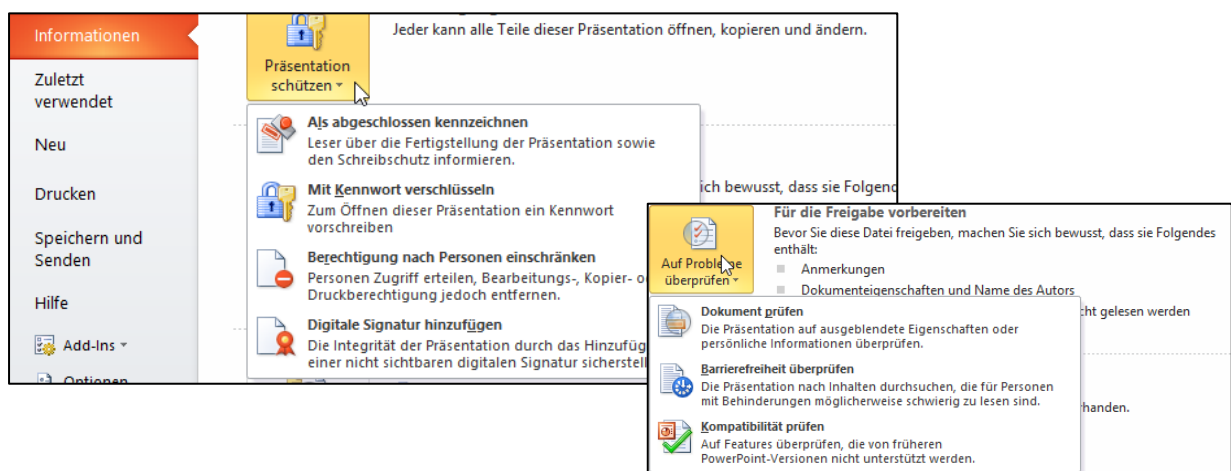 Informationen
Zuletzt
verwendet
Neu
Drucken
Speichern und
Senden
Hilfe
Add-Ins
Optionen
Jeder kann alle Teile dieser Präsentation öffnen, kopieren und ändern.
Präsentation
schützen
Als abgeschlossen kennzeichnen
Leser über die Fertigstellung der Präsentation sowie
den Schreibschutz informieren.
Mit Kennwort verschlüsseln
Zum Öffnen dieser Präsentation ein Kennwort
vorschreiben
Berechtigung nach Personen einschränken
Personen Zugriff erteilen, Bearbeitungs-, Kopier- o
Druckberechtigung jedoch entfernen.
Digitale Signatur hinzufügen
Die Integrität der Präsentation durch das Hinzufüg
einer nicht sichtbaren digitalen Signatur sicherstell
ich bewusst, dass sie Folgend
Auf Probleme
überprüfen
Für die Freigabe vorbereiten
Bevor Sie diese Datei freigeben, machen Sie sich bewusst, dass sie Folgendes
enthält:
Anmerkungen
Dokumenteigenschaften und Name des Autors
cht gelesen werden
Dokument prüfen
Die Präsentation auf ausgeblendete Eigenschaften oder
persönliche Informationen überprüfen.
Barrierefreiheit überprüfen
Die Präsentation nach Inhalten durchsuchen, die für Personen
mit Behinderungen möglicherweise schwierig zu lesen sind.
rhanden.
Kompatibilität prüfen
Auf Features überprüfen, die von früheren
PowerPoint-Versionen nicht unterstützt werden.